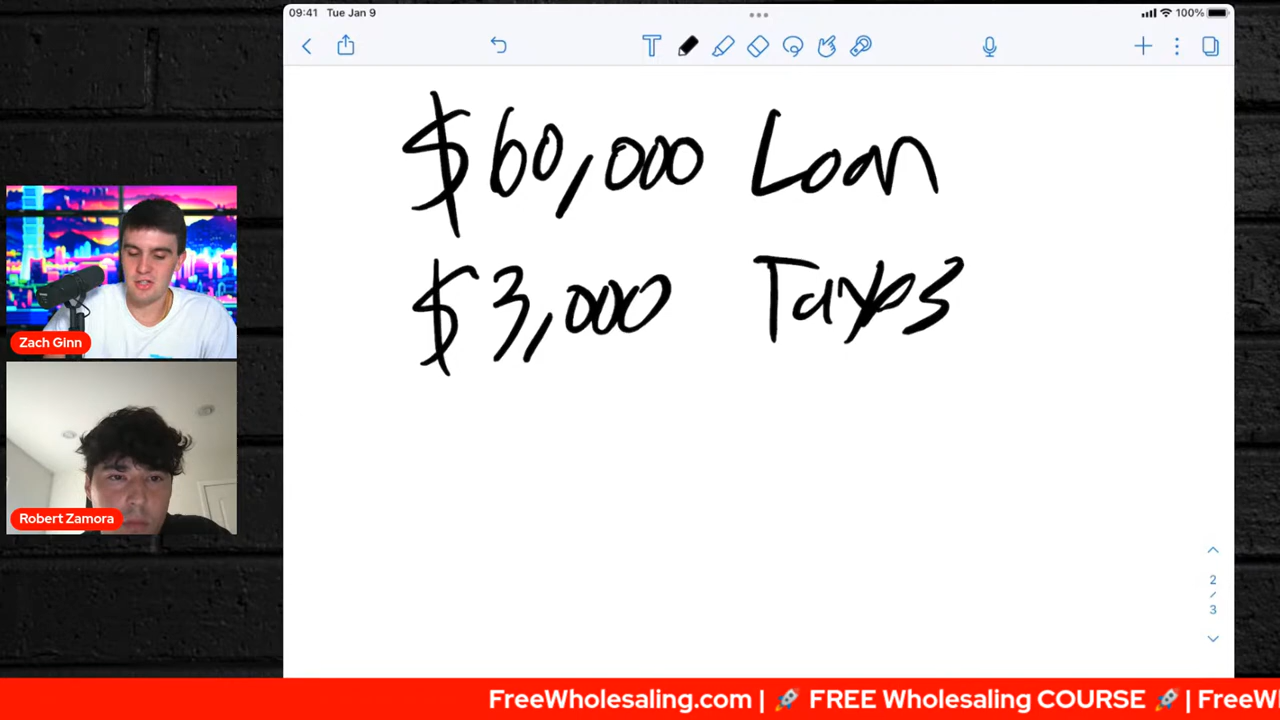 09:41 Tue Jan 9
100%
T
$60,000 Loan
$3,000 Taxes
Zach Ginn
Robert Zamora
2
3
FreeWholesaling.com | 🚀 FREE Wholesaling COURSE 🚀 | FreeWh